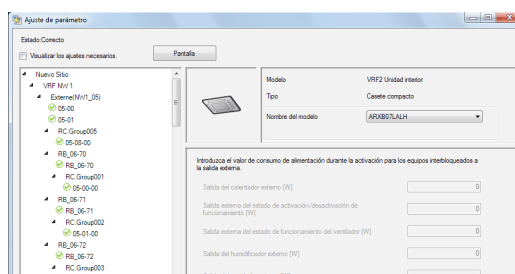 Ajuste de parámetro
Estado:Correcto
Visualizar los ajustes necesarios.
Pantalla
Nuevo Sitio
VRF NW 1
Externe(NW1_05)
05-00
05-01
RC.Group005
05-08-00
RB_06-70
RB_06-70
RC.Group001
05-00-00
RB_06-71
RB_06-71
RC.Group002
05-01-00
RB_06-72
RB_06-72
RC.Group003
Modelo VRF2 Unidad interior
Tipo Casete compacto
Nombre del modelo ARXB07LALH
Introduzca el valor de consumo de alimentación durante la activación para los equipos interbloqueados a
la salida externa.
Salida del calentador externo [W] 0
Salida externa del estado de activación/desactivación de
funcionamiento [W] 0
Salida externa del estado de funcionamiento del ventilador [W] 0
Salida del humidificador externo [W] 0